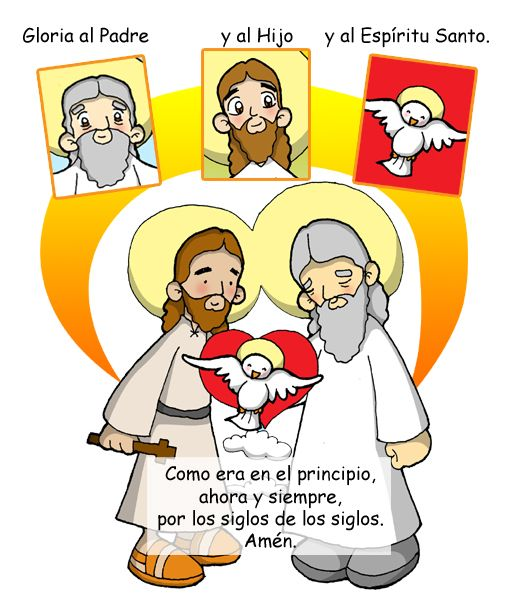 Gloria al Padre y al Hijo y al Espíritu Santo.
Como era en el principio,
ahora y siempre,
por los siglos de los siglos.
Amén.